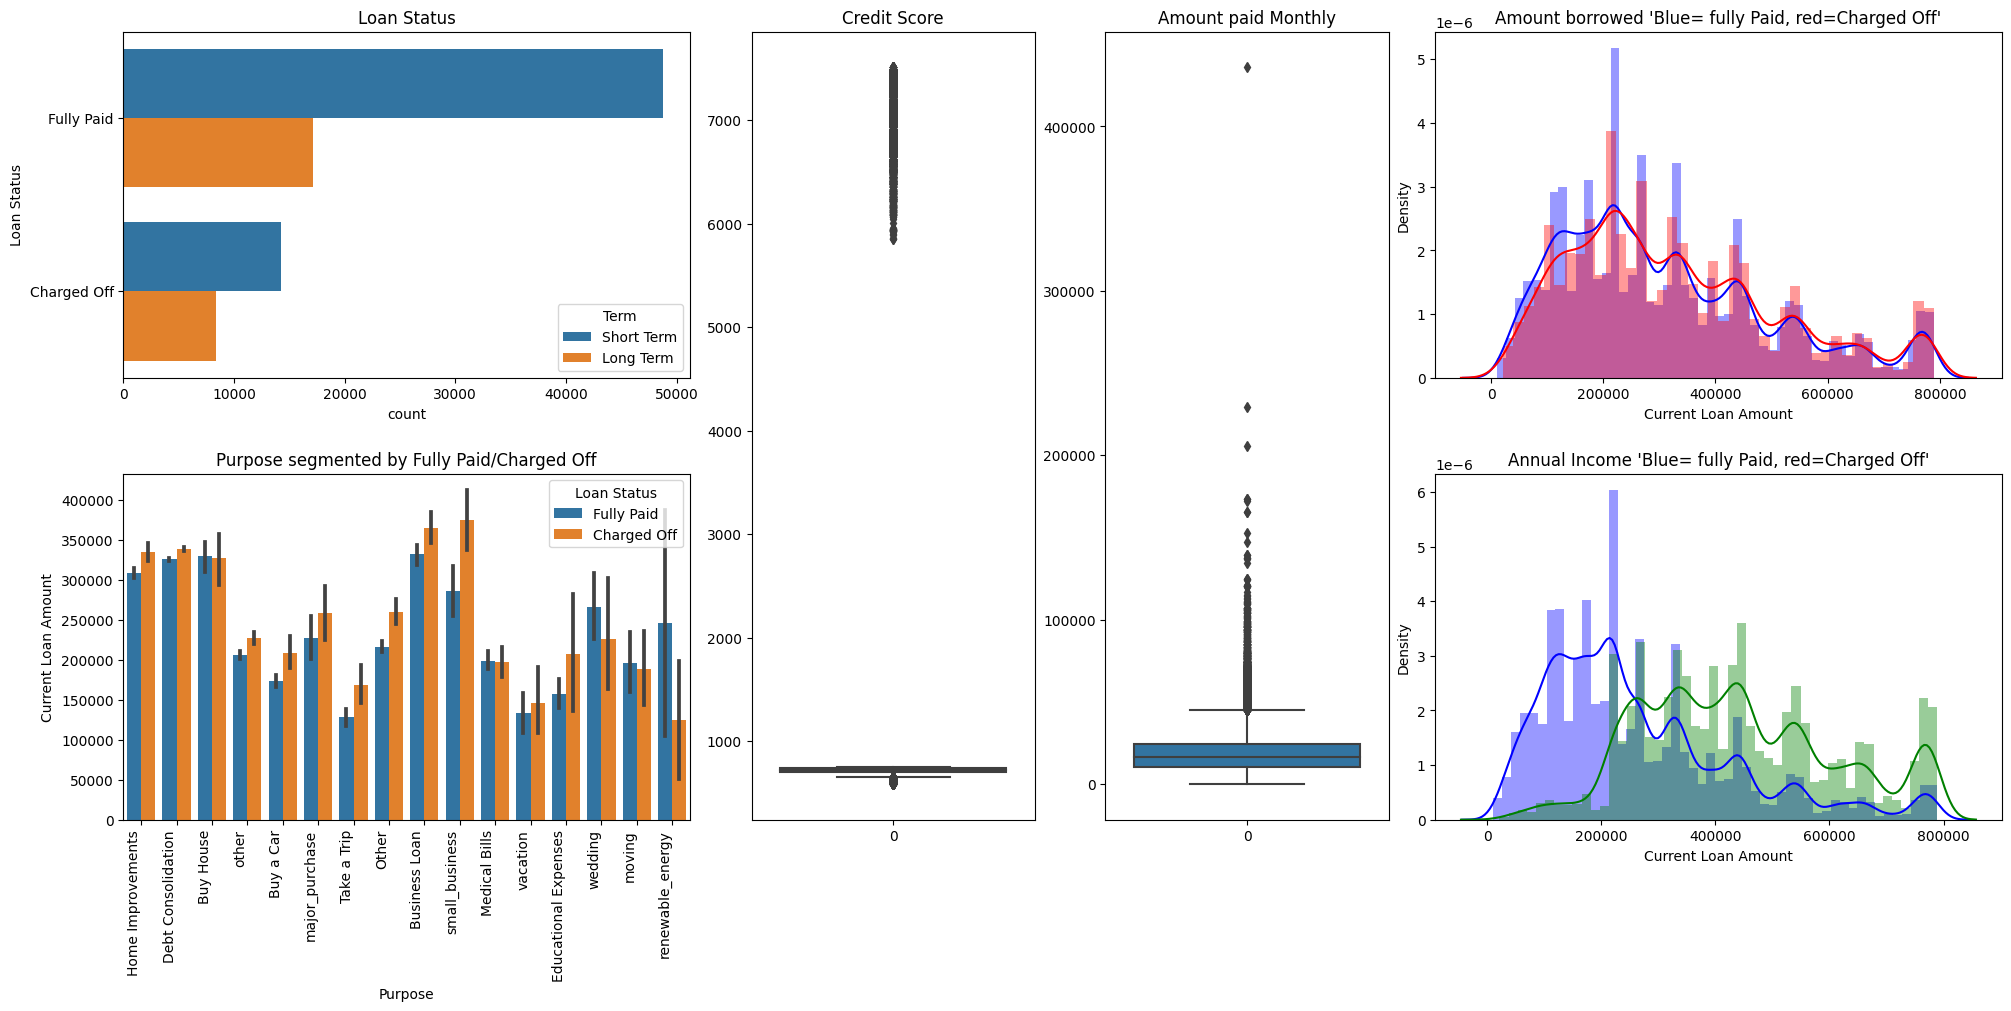 Loan Status
Loan Status
Fully Paid
Charged Off
Term
Short Term
Long Term
0
10000
20000
30000
40000
50000
count
Credit Score
7000
6000
5000
4000
3000
2000
1000
0
Amount paid Monthly
400000
300000
200000
100000
0
0
Amount borrowed 'Blue= fully Paid, red=Charged Off'
1e−6
Density
5
4
3
2
1
0
0
200000
400000
600000
800000
Current Loan Amount
Purpose segmented by Fully Paid/Charged Off
Loan Status
Fully Paid
Charged Off
Current Loan Amount
400000
350000
300000
250000
200000
150000
100000
50000
0
Home Improvements
Debt Consolidation
Buy House
other
Buy a Car
major_purchase
Take a Trip
Other
Business Loan
small_business
Medical Bills
vacation
Educational Expenses
wedding
moving
renewable_energy
Purpose
Annual Income 'Blue= fully Paid, red=Charged Off'
1e−6
Density
6
5
4
3
2
1
0
0
200000
400000
600000
800000
Current Loan Amount